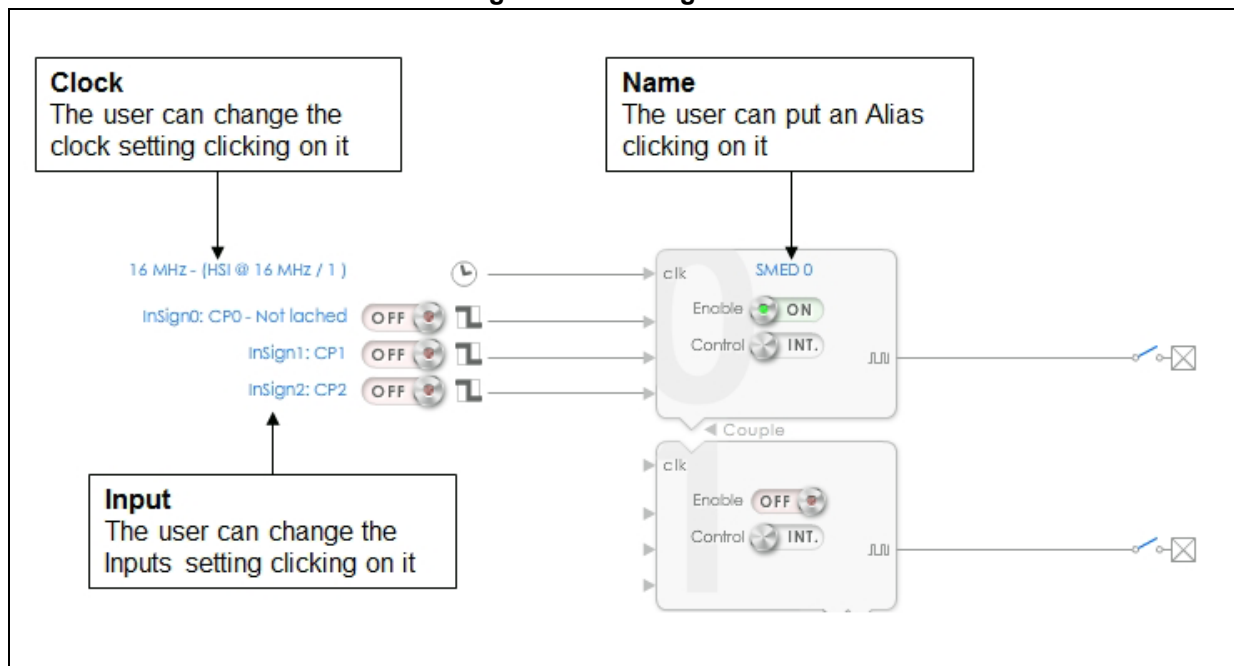 Clock
The user can change the
clock setting clicking on it
Name
The user can put an Alias
clicking on it
16 MHz - (HSI @ 16 MHz / 1 )
clk
SMED 0
InSign0: CP0 - Not lached
OFF
Enable
ON
InSign1: CP1
OFF
Control
INT.
InSign2: CP2
OFF
0
Couple
Input
The user can change the
Inputs setting clicking on it
clk
Enable
OFF
Control
INT.
1